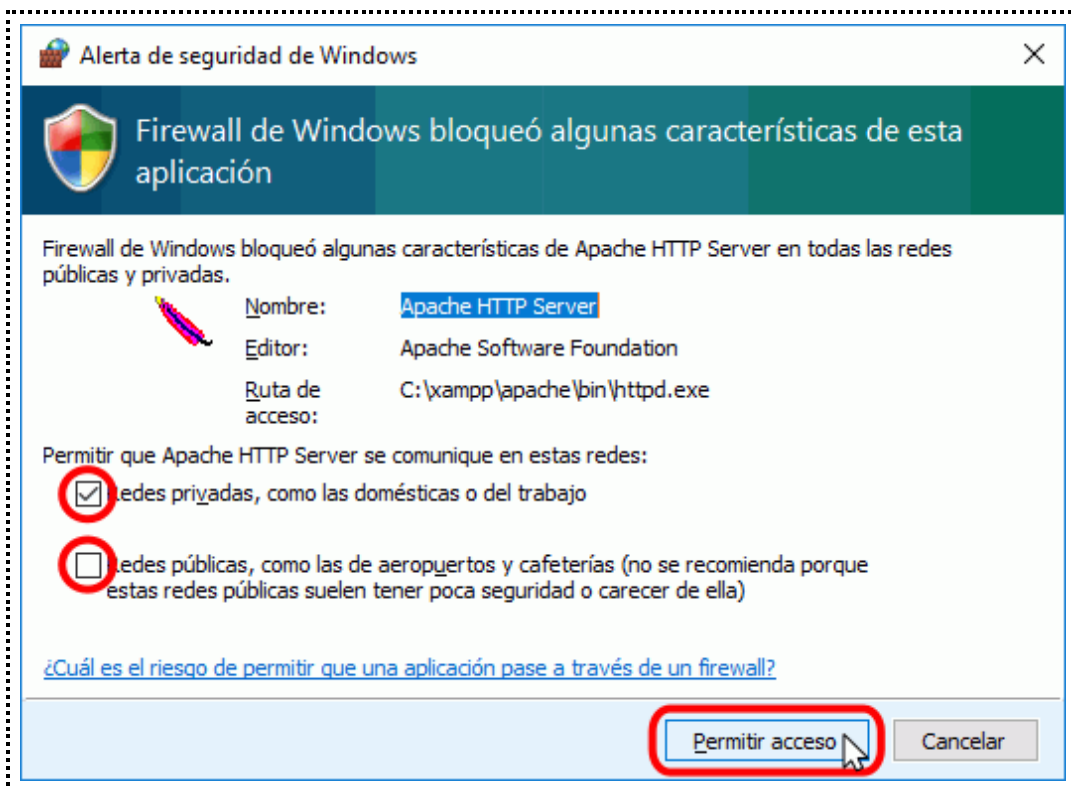 Alerta de seguridad de Windows
Firewall de Windows bloqueó algunas características de esta
aplicación
Firewall de Windows bloqueó algunas características de Apache HTTP Server en todas las redes
públicas y privadas.
Nombre: Apache HTTP Server
Editor: Apache Software Foundation
Ruta de C:\xampp\apache\bin\httpd.exe
acceso:
Permitir que Apache HTTP Server se comunique en estas redes:
Redes privadas, como las domésticas o del trabajo
Redes públicas, como las de aeropuertos y cafeterías (no se recomienda porque
estas redes públicas suelen tener poca seguridad o carecer de ella)
¿Cuál es el riesgo de permitir que una aplicación pase a través de un firewall?
Permitir acceso Cancelar